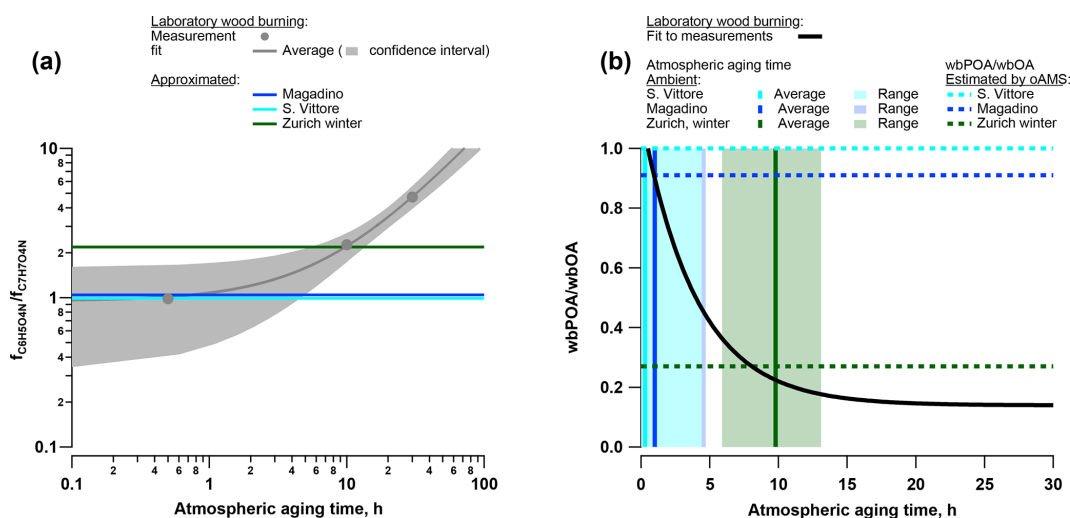 Laboratory wood burning:
Measurement
fit
Average ( confidence interval)
(a)
Approximated:
Magadino
S. Vittore
Zurich winter
10
8
6
4
2
1
8
6
4
2
0.1
fC6H5O4N/fC7H7O4N
0.1 2 4 6 8 1 2 4 6 8 10 2 4 6 8 100
Atmospheric aging time, h
Laboratory wood burning:
Fit to measurements
(b)
Atmospheric aging time wbPOA/wbOA
Ambient: Estimated by oAMS:
S. Vittore Average Range S. Vittore
Magadino Average Range Magadino
Zurich, winter Average Range Zurich winter
1.0
0.8
0.6
0.4
0.2
0.0
wbPOA/wbOA
0 5 10 15 20 25 30
Atmospheric aging time, h